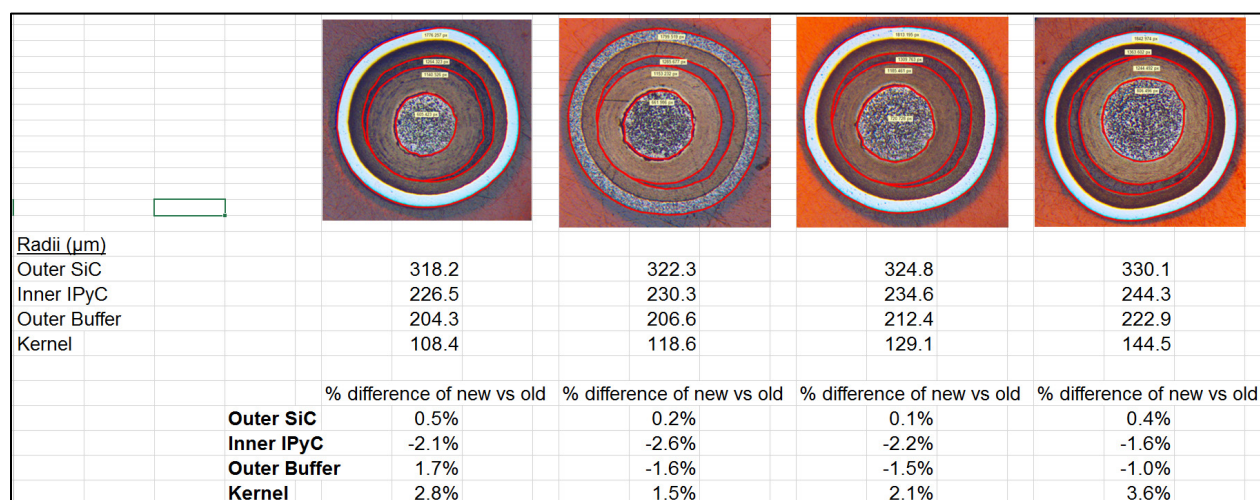 Radii (µm)
Outer SiC 318.2 322.3 324.8 330.1
Inner IPyC 226.5 230.3 234.6 244.3
Outer Buffer 204.3 206.6 212.4 222.9
Kernel 108.4 118.6 129.1 144.5
% difference of new vs old % difference of new vs old % difference of new vs old % difference of new vs old
Outer SiC 0.5% 0.2% 0.1% 0.4%
Inner IPyC -2.1% -2.6% -2.2% -1.6%
Outer Buffer 1.7% -1.6% -1.5% -1.0%
Kernel 2.8% 1.5% 2.1% 3.6%